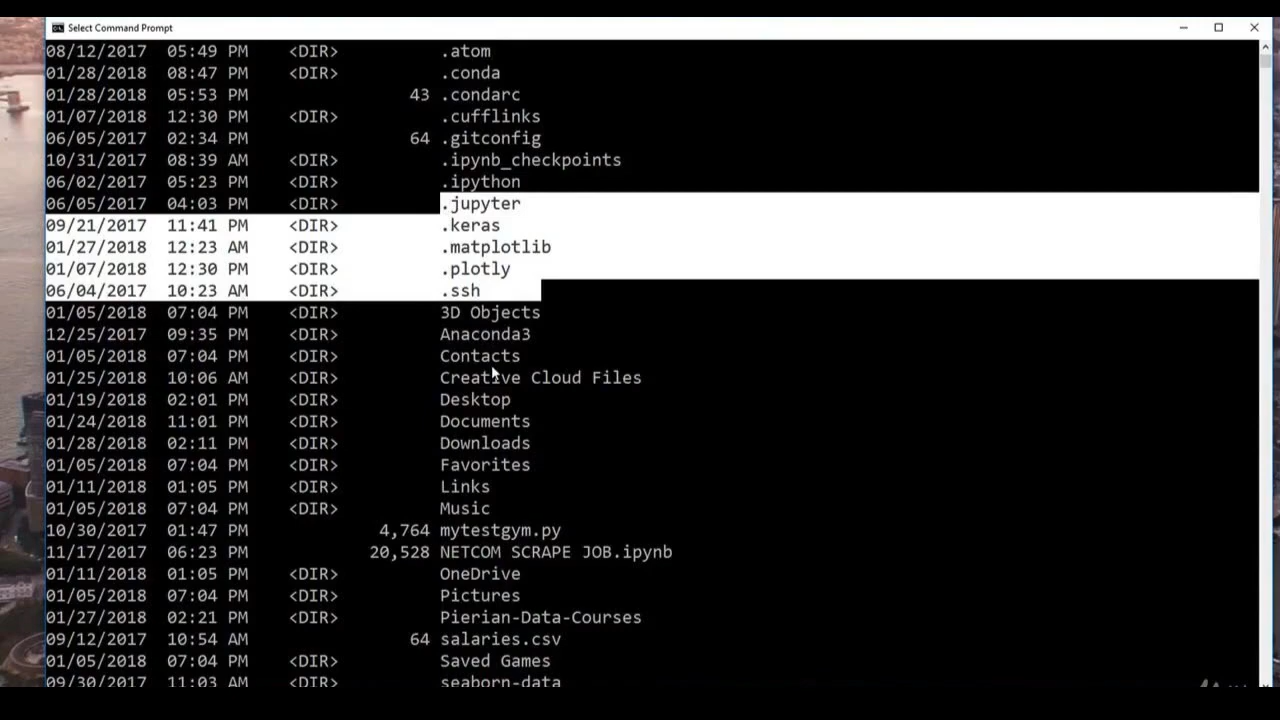 Select Command Prompt
08/12/2017 05:49 PM <DIR> .atom
01/28/2018 08:47 PM <DIR> .conda
01/28/2018 05:53 PM 43 .condarc
01/07/2018 12:30 PM <DIR> .cufflinks
06/05/2017 02:34 PM 64 .gitconfig
10/31/2017 08:39 AM <DIR> .ipynb_checkpoints
06/02/2017 05:23 PM <DIR> .ipython
06/05/2017 04:03 PM <DIR> .jupyter
09/21/2017 11:41 PM <DIR> .keras
01/27/2018 12:23 AM <DIR> .matplotlib
01/07/2018 12:30 PM <DIR> .plotly
06/04/2017 10:23 AM <DIR> .ssh
01/05/2018 07:04 PM <DIR> 3D Objects
12/25/2017 09:35 PM <DIR> Anaconda3
01/05/2018 07:04 PM <DIR> Contacts
01/25/2018 10:06 AM <DIR> Creative Cloud Files
01/19/2018 02:01 PM <DIR> Desktop
01/24/2018 11:01 PM <DIR> Documents
01/28/2018 02:11 PM <DIR> Downloads
01/05/2018 07:04 PM <DIR> Favorites
01/11/2018 01:05 PM <DIR> Links
01/05/2018 07:04 PM <DIR> Music
10/30/2017 01:47 PM 4,764 mytestgym.py
11/17/2017 06:23 PM 20,528 NETCOM SCRAPE JOB.ipynb
01/11/2018 01:05 PM <DIR> OneDrive
01/05/2018 07:04 PM <DIR> Pictures
01/27/2018 02:21 PM <DIR> Pierian-Data-Courses
09/12/2017 10:54 AM 64 salaries.csv
01/05/2018 07:04 PM <DIR> Saved Games
09/30/2017 11:03 AM <DIR> seaborn-data